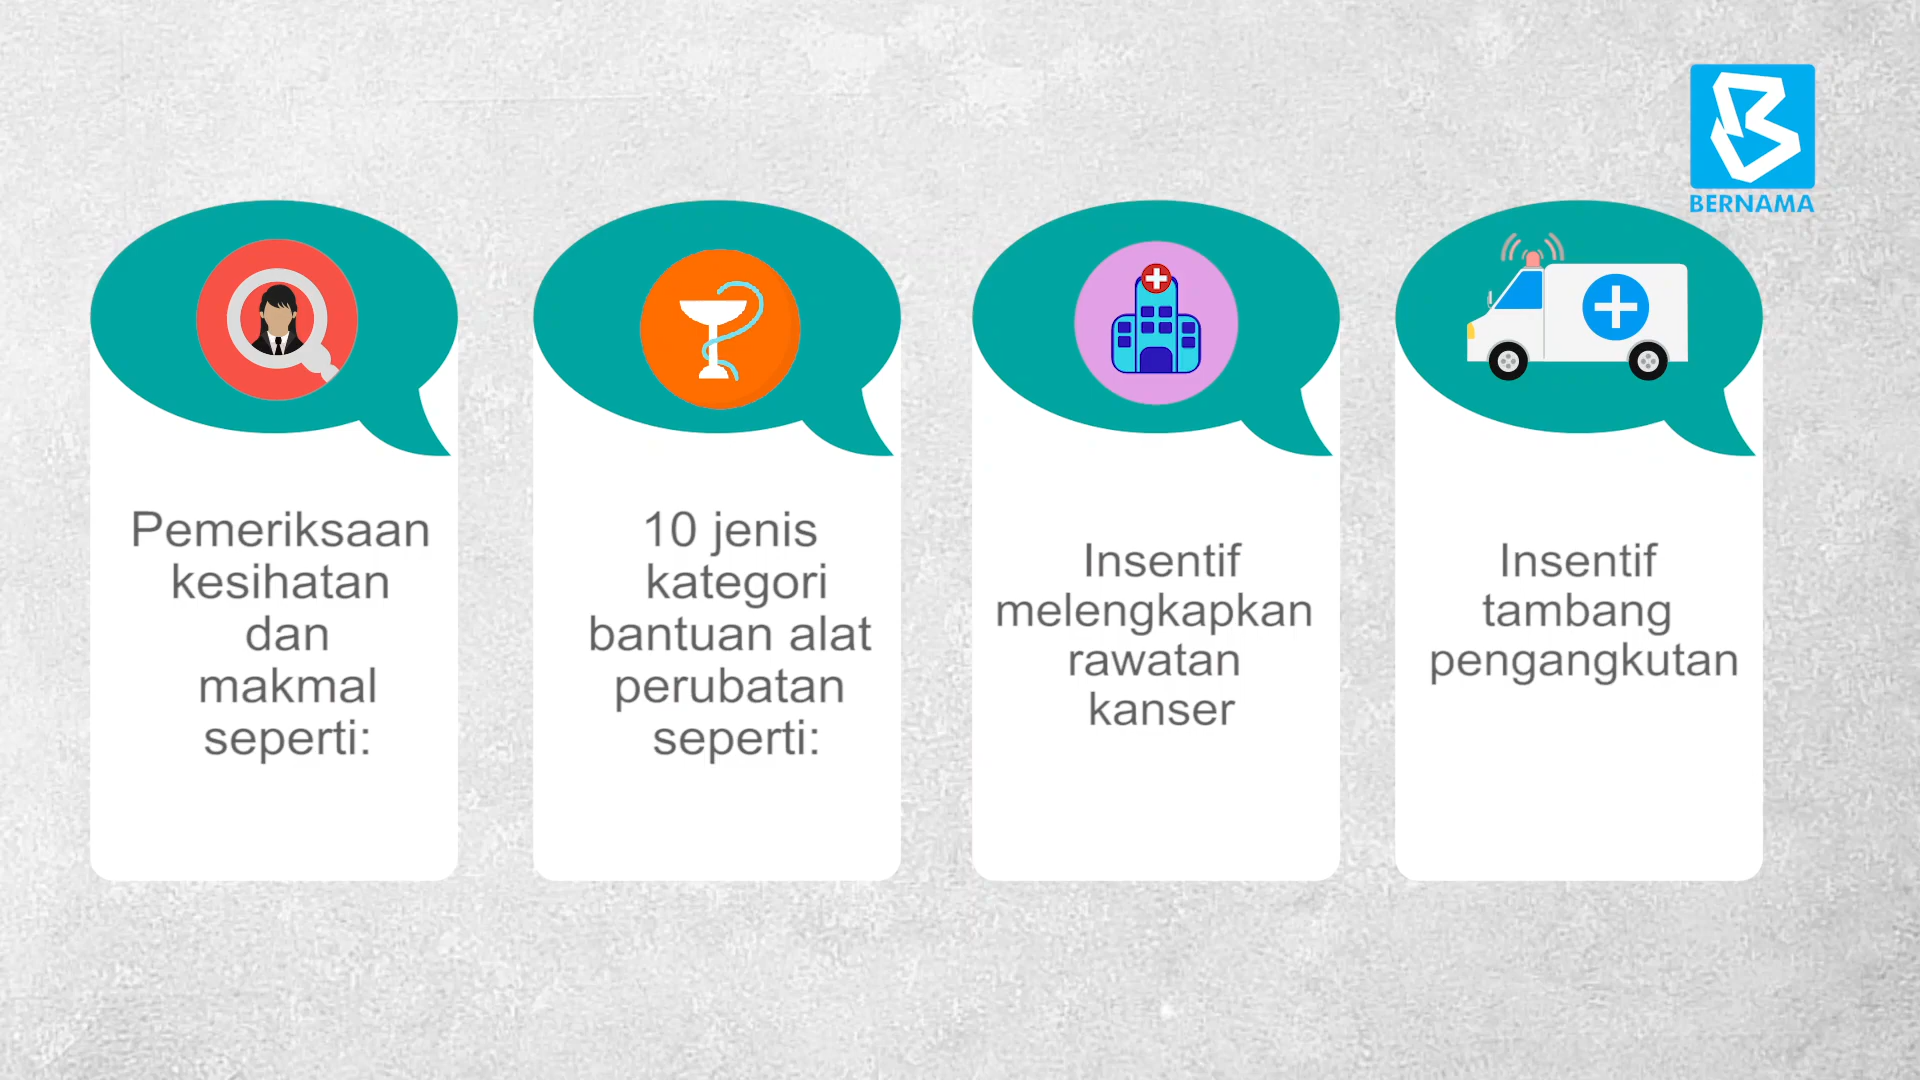 BERNAMA
Pemeriksaan
kesihatan
dan
makmal
seperti:
10 jenis
kategori
bantuan alat
perubatan
seperti:
Insentif
melengkapkan
rawatan
kanser
Insentif
tambang
pengangkutan